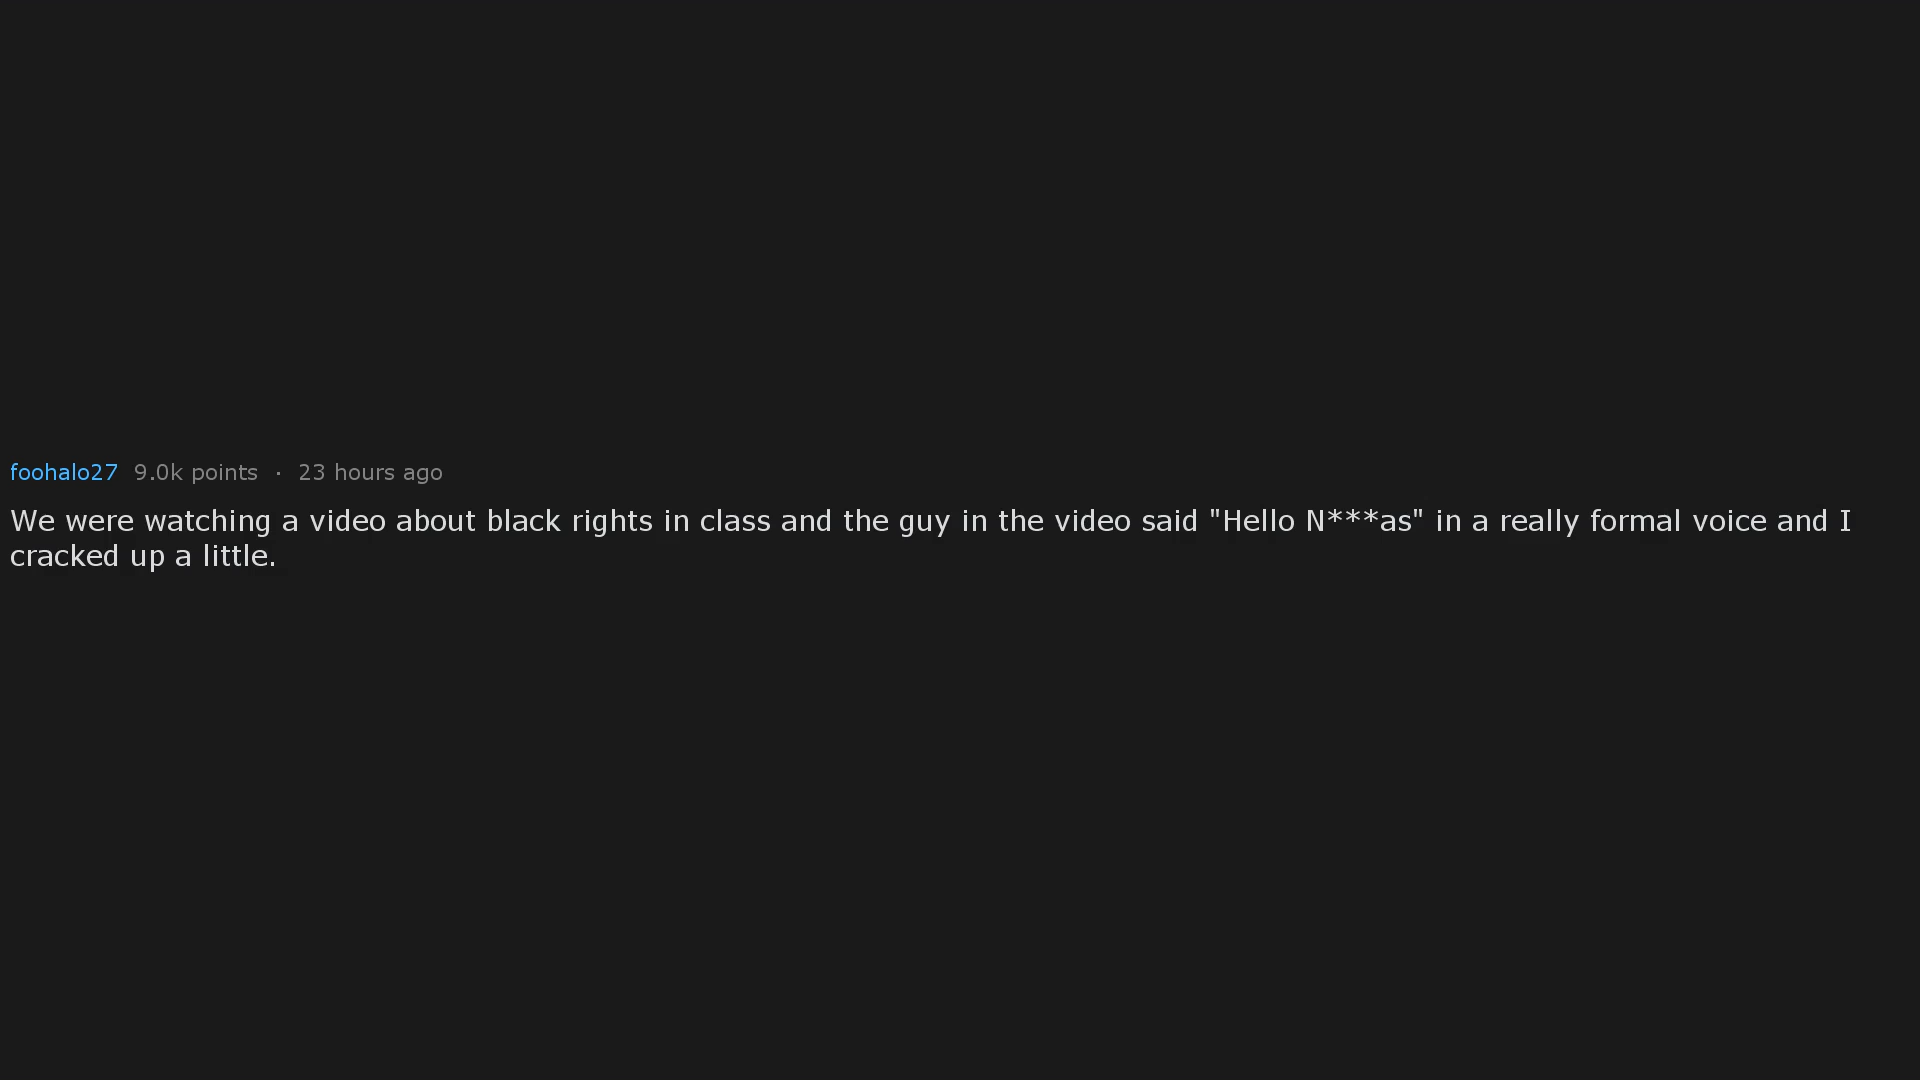 foohalo27 9.0k points · 23 hours ago
We were watching a video about black rights in class and the guy in the video said "Hello N***as" in a really formal voice and I
cracked up a little.